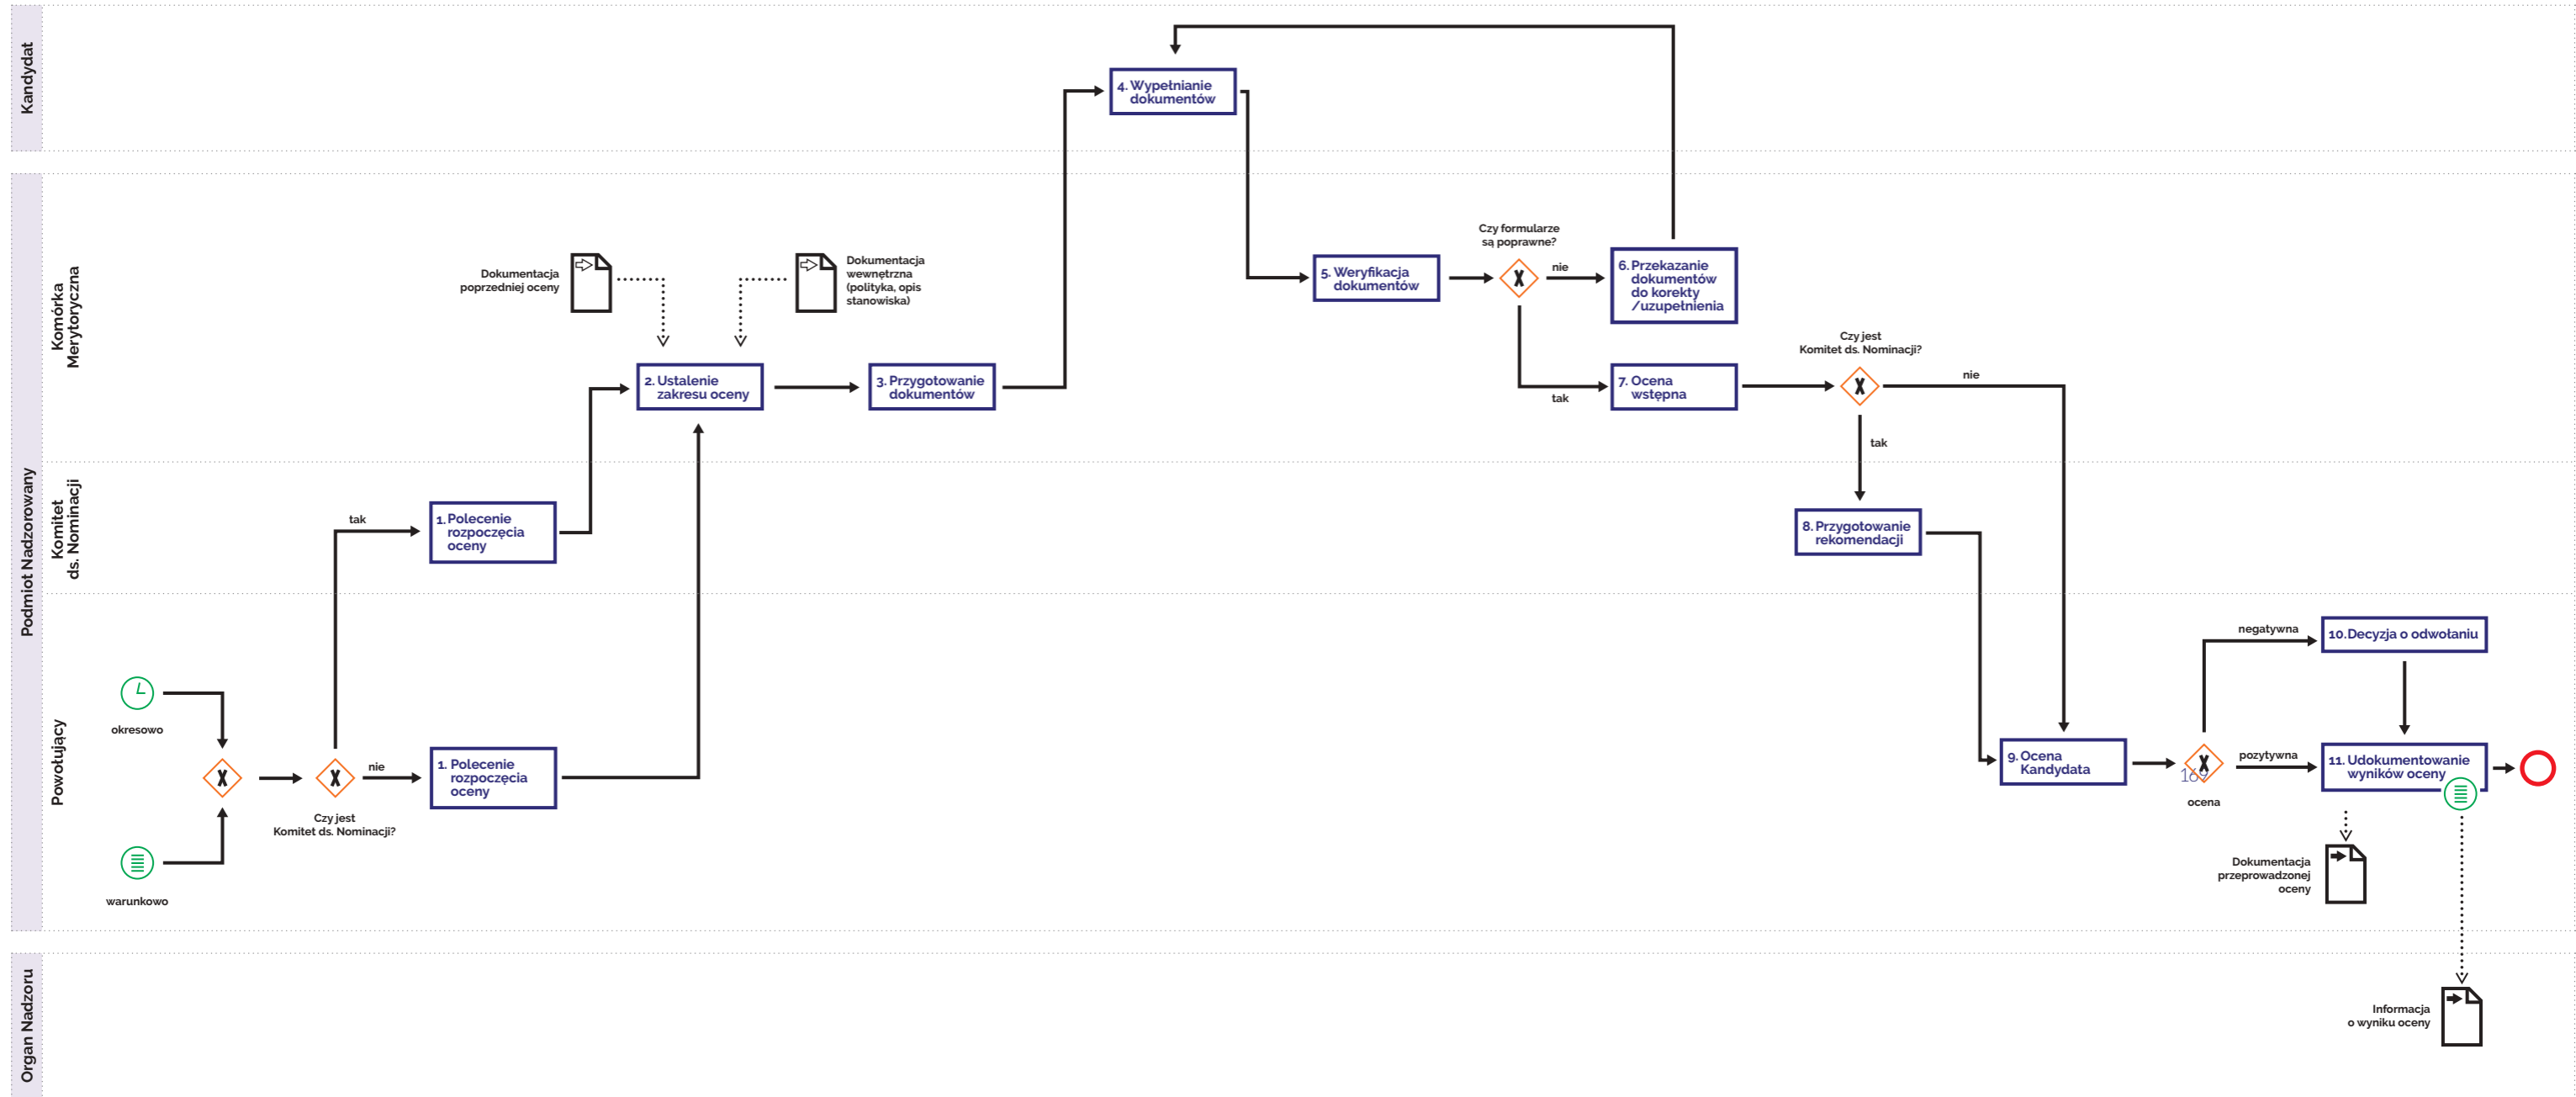 Kandydat
4. Wypełnianie
dokumentów
Podmiot Nadzorowany
Komórka
Merytoryczna
Dokumentacja
poprzedniej oceny
Dokumentacja
wewnętrzna
(polityka, opis
stanowiska)
2. Ustalenie
zakresu oceny
3. Przygotowanie
dokumentów
5. Weryfikacja
dokumentów
Czy formularze
są poprawne?
nie
tak
6. Przekazanie
dokumentów
do korekty
/uzupełnienia
7. Ocena
wstępna
Czy jest
Komitet ds. Nominacji?
nie
tak
Komitet
ds. Nominacji
tak
1. Polecenie
rozpoczęcia
oceny
8. Przygotowanie
rekomendacji
Powołujący
okresowo
warunkowo
Czy jest
Komitet ds. Nominacji?
nie
1. Polecenie
rozpoczęcia
oceny
9. Ocena
Kandydata
169
ocena
negatywna
pozytywna
10. Decyzja o odwołaniu
11. Udokumentowanie
wyników oceny
Dokumentacja
przeprowadzonej
oceny
Organ Nadzoru
Informacja
o wyniku oceny